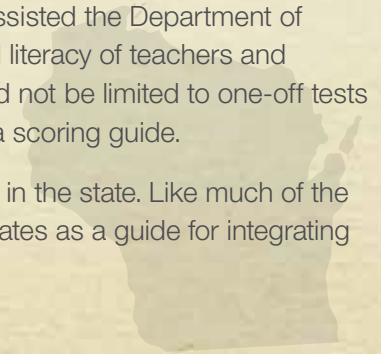 ssisted the Department of
literacy of teachers and
d not be limited to one-off tests
a scoring guide.
in the state. Like much of the
ates as a guide for integrating